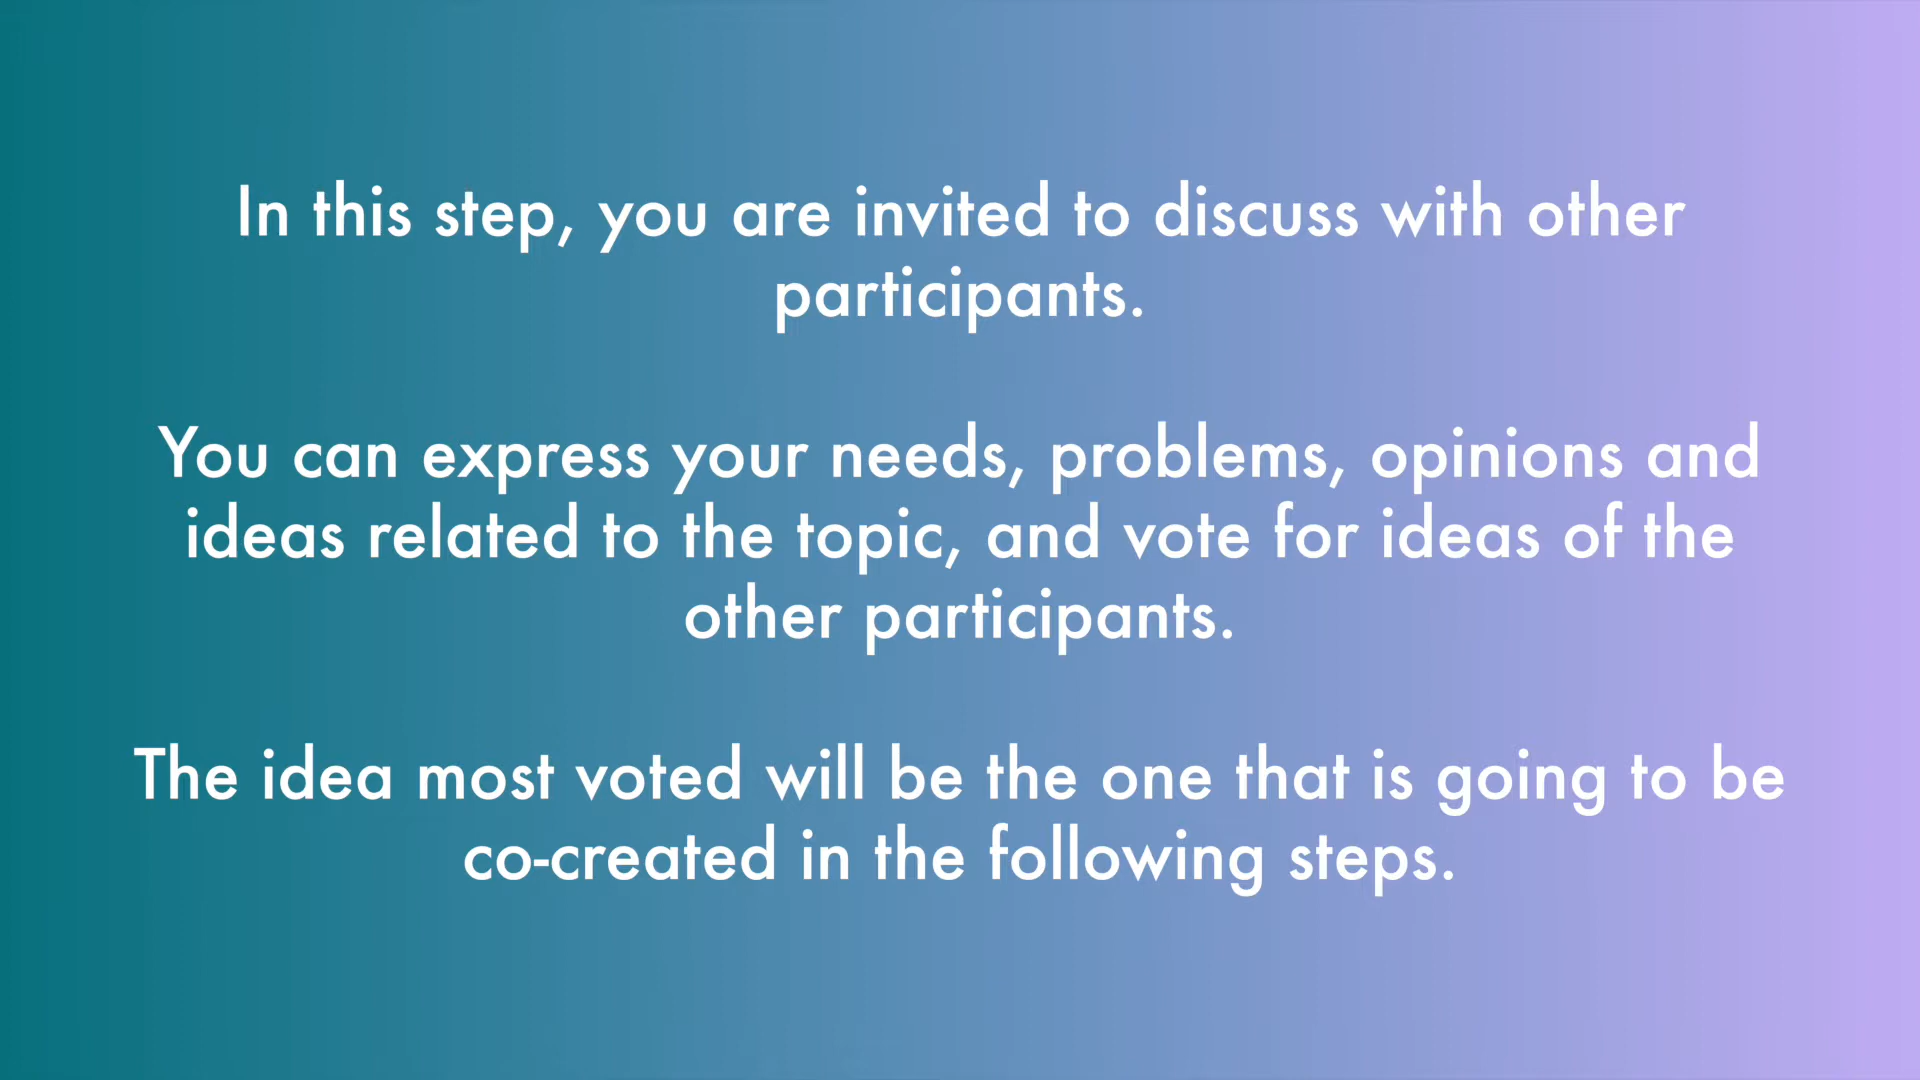 In this step, you are invited to discuss with other
participants.
You can express your needs, problems, opinions and
ideas related to the topic, and vote for ideas of the
other participants.
The idea most voted will be the one that is going to be
co-created in the following steps.